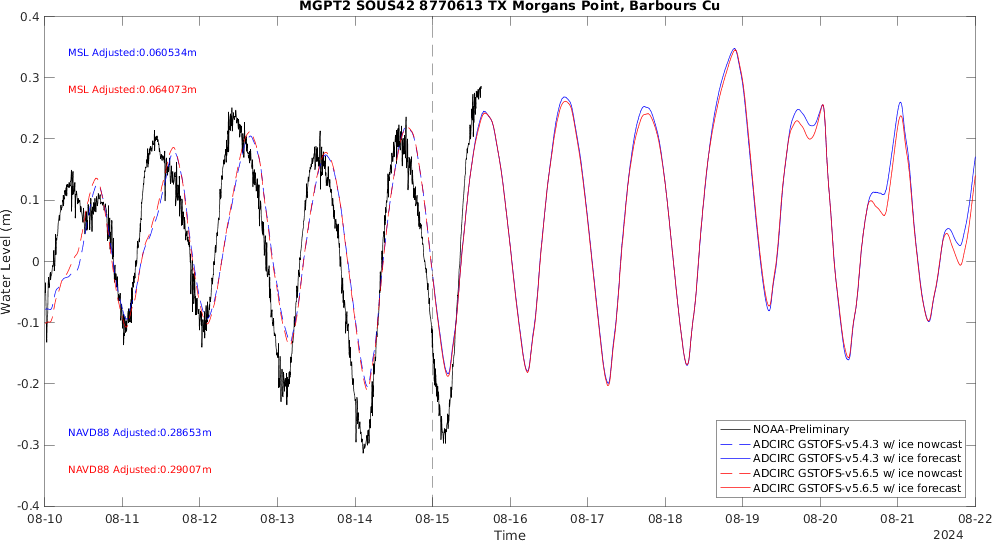 MGPT2 SOUS42 8770613 TX Morgans Point, Barbours Cu
0.4
0.3
0.2
0.1
0
-0.1
-0.2
-0.3
-0.4
Water Level (m)
MSL Adjusted:0.060534m
MSL Adjusted:0.064073m
NAVD88 Adjusted:0.28653m
NAVD88 Adjusted:0.29007m
NOAA-Preliminary
ADCIRC GSTOFS-v5.4.3 w/ ice nowcast
ADCIRC GSTOFS-v5.4.3 w/ ice forecast
ADCIRC GSTOFS-v5.6.5 w/ ice nowcast
ADCIRC GSTOFS-v5.6.5 w/ ice forecast
08-10 08-11 08-12 08-13 08-14 08-15 08-16 08-17 08-18 08-19 08-20 08-21 08-22
Time
2024